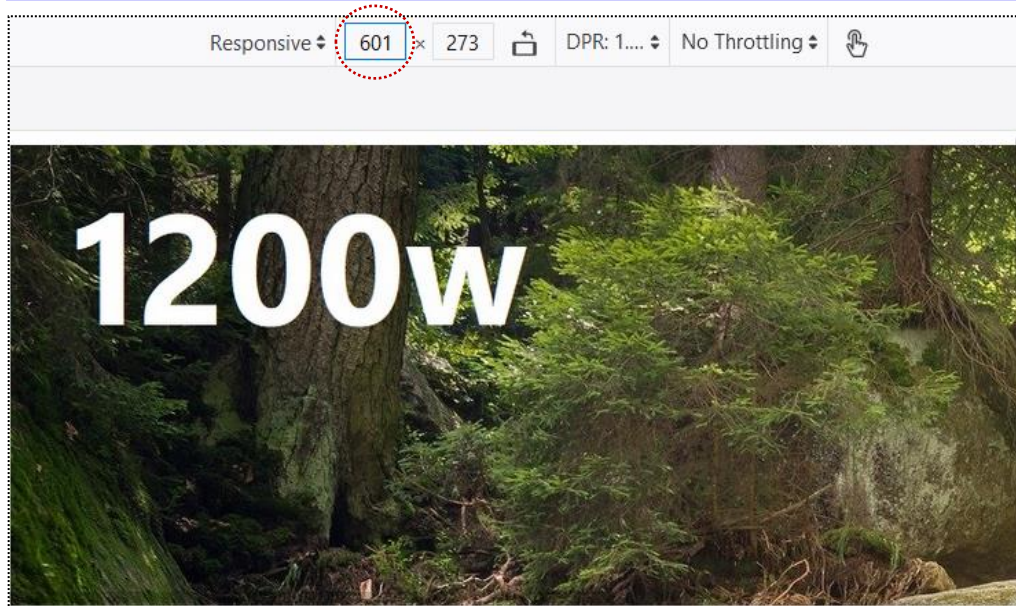 Responsive 601 × 273 DPR: 1.... No Throttling
1200w